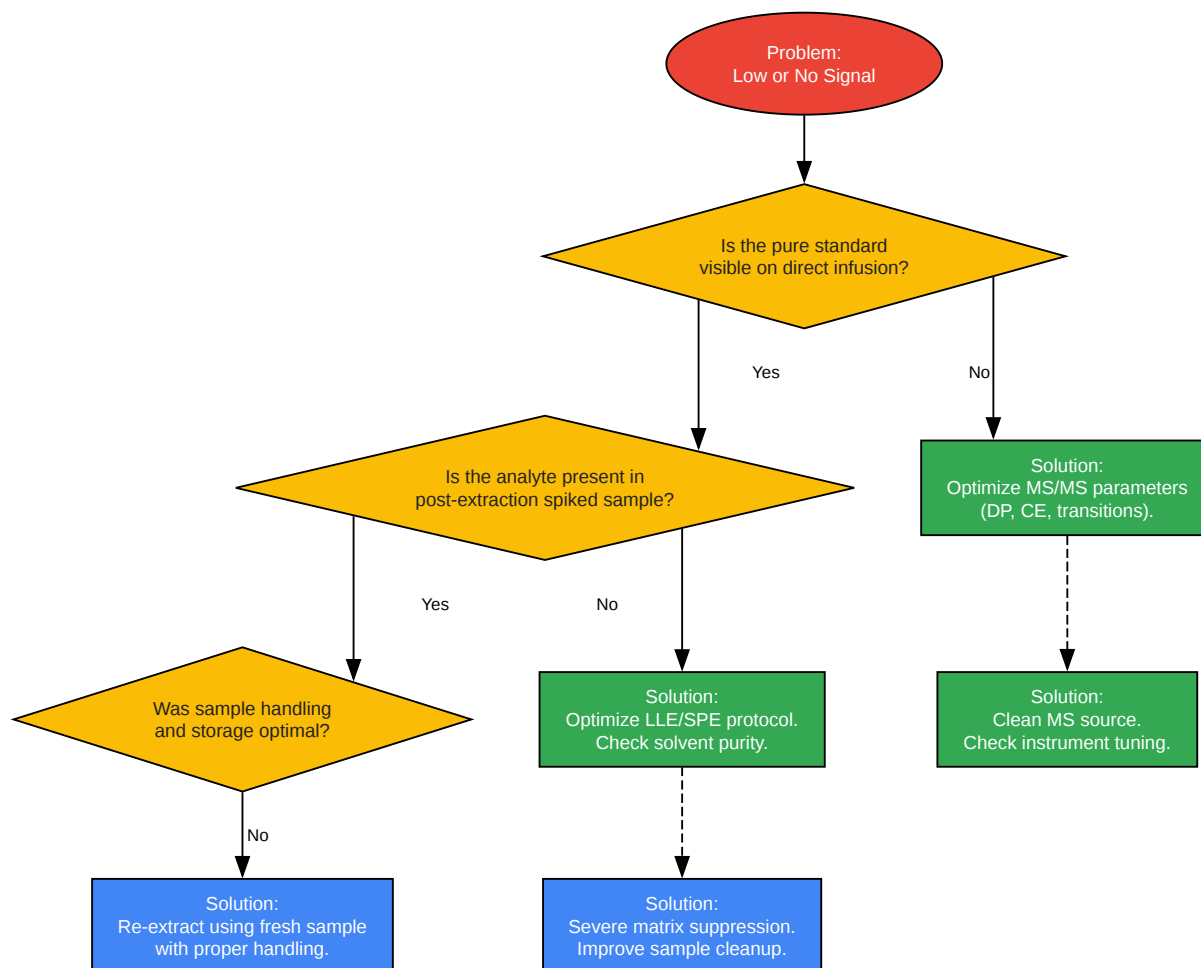 Problem:
Low or No Signal
Is the pure standard
visible on direct infusion?
Yes
No
Is the analyte present in
post-extraction spiked sample?
Solution:
Optimize MS/MS parameters
(DP, CE, transitions).
Yes
No
Was sample handling
and storage optimal?
Solution:
Optimize LLE/SPE protocol.
Check solvent purity.
Solution:
Clean MS source.
Check instrument tuning.
No
Solution:
Re-extract using fresh sample
with proper handling.
Solution:
Severe matrix suppression.
Improve sample cleanup.